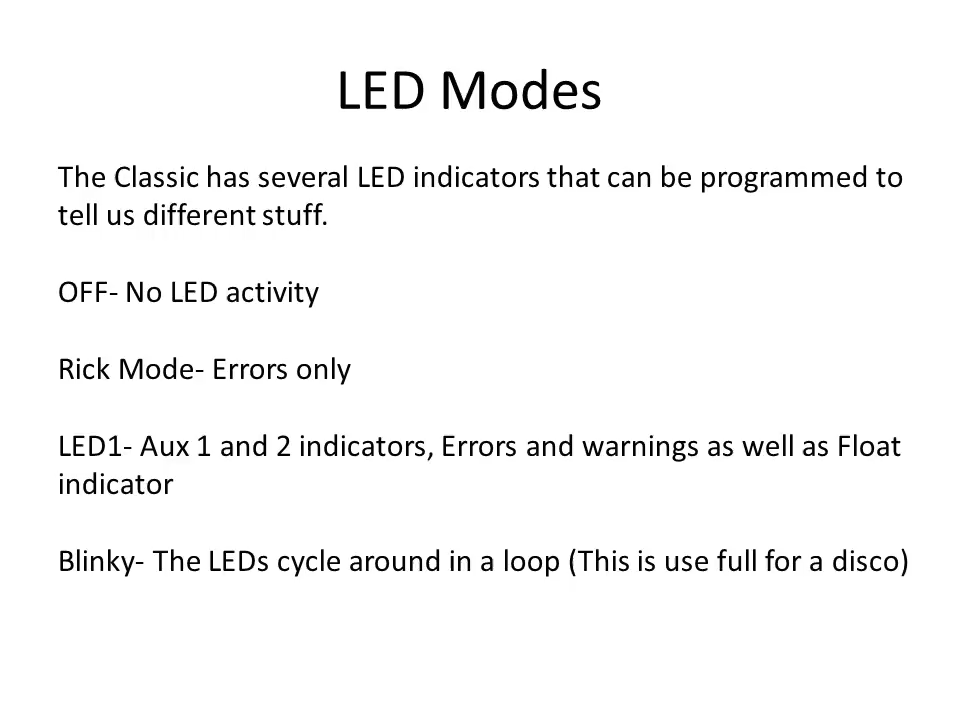 LED Modes
The Classic has several LED indicators that can be programmed to
tell us different stuff.
OFF- No LED activity
Rick Mode- Errors only
LED1- Aux 1 and 2 indicators, Errors and warnings as well as Float
indicator
Blinky- The LEDs cycle around in a loop (This is use full for a disco)